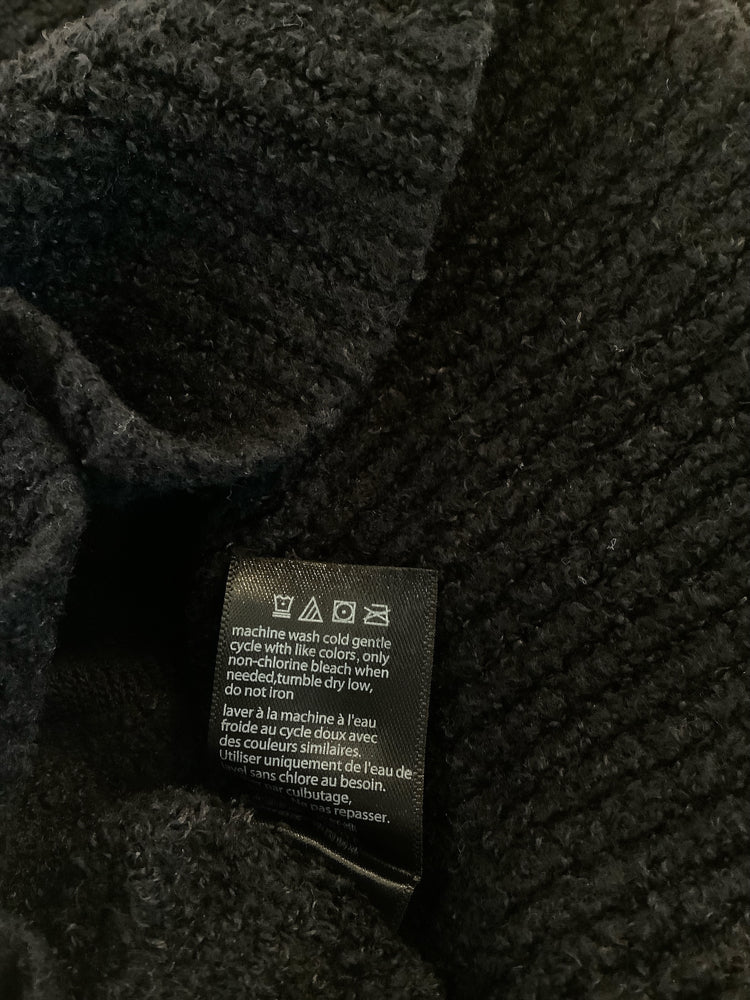 machine wash cold gentle
cycle with like colors, only
non-chlorine bleach when
needed,tumble dry low,
do not iron
laver à la machine à l'eau
froide au cycle doux avec
des couleurs similaires.
Utiliser uniquement de l'eau de
sans chlore au besoin.
par culbutage,
Ne pas repasser.